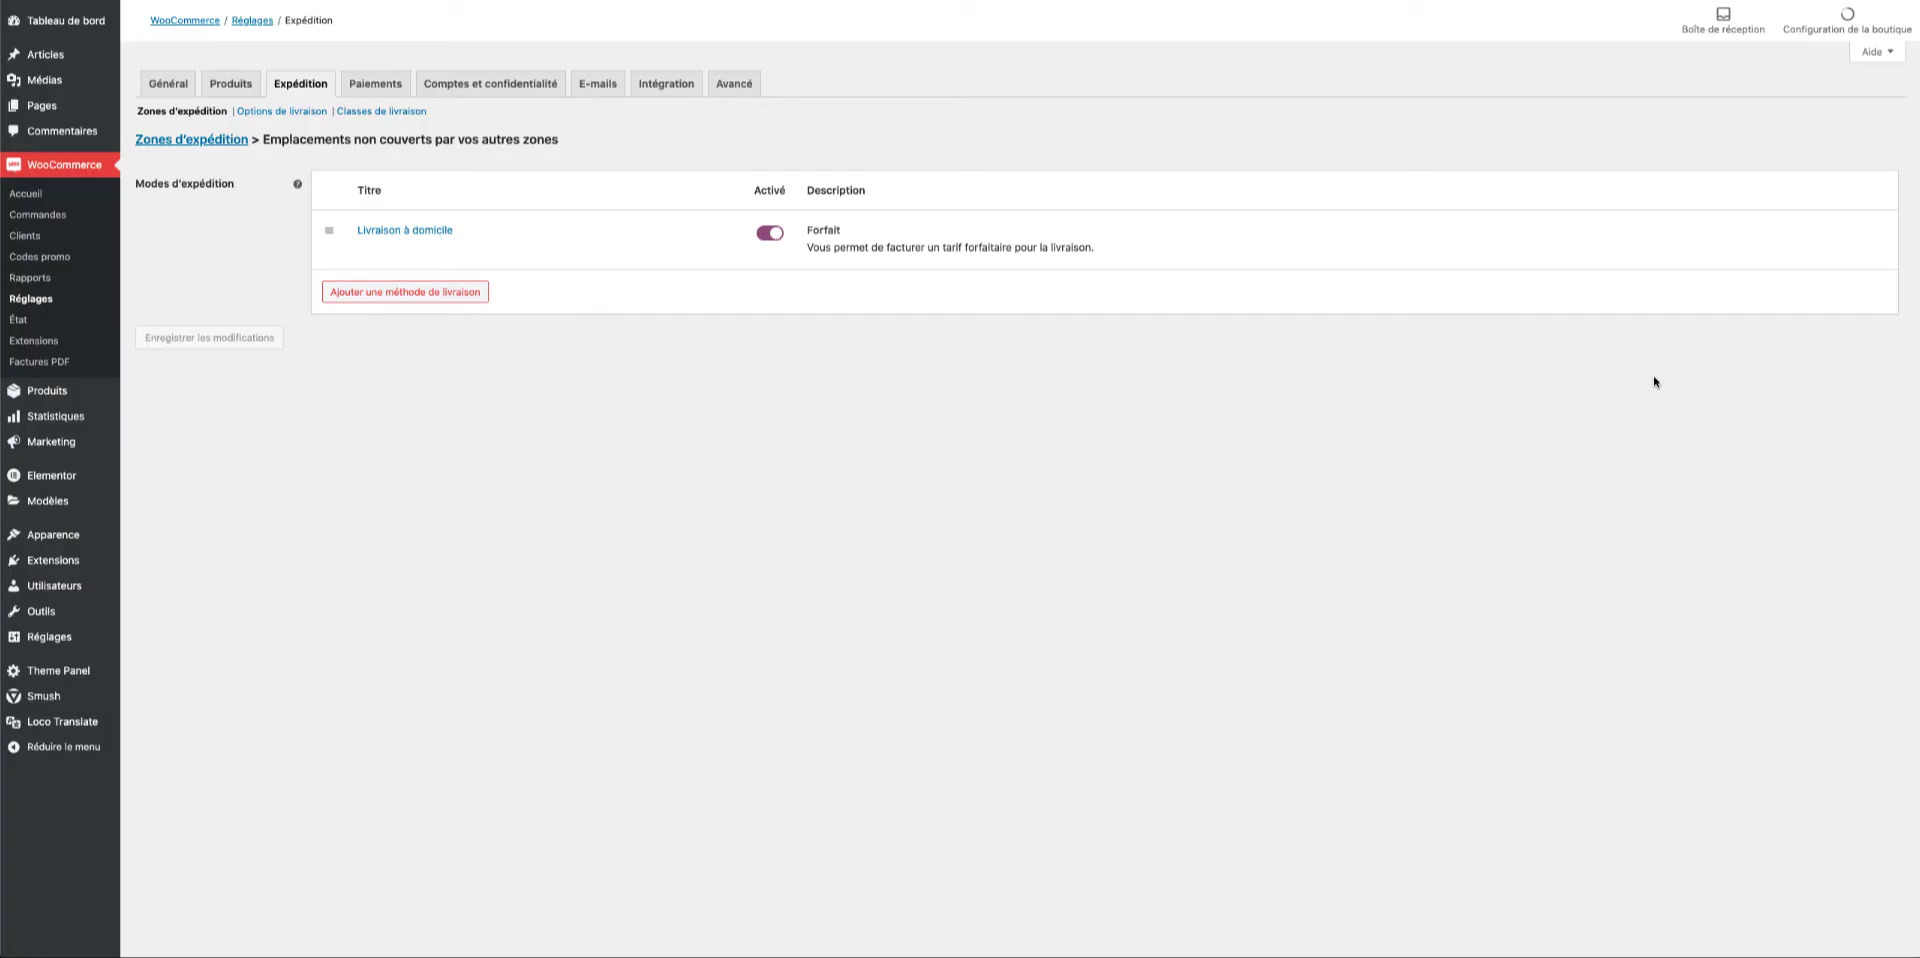 Tableau de bord
Articles
Médias
Pages
Commentaires
WooCommerce
Accueil
Commandes
Clients
Codes promo
Rapports
Réglages
État
Extensions
Factures PDF
Produits
Statistiques
Marketing
Elementor
Modèles
Apparence
Extensions
Utilisateurs
Outils
Réglages
Theme Panel
Smush
Loco Translate
Réduire le menu
WooCommerce / Réglages / Expédition
Boîte de réception
Configuration de la boutique
Aide
Général Produits Expédition Paiements Comptes et confidentialité E-mails Intégration Avancé
Zones d'expédition | Options de livraison | Classes de livraison
Zones d'expédition > Emplacements non couverts par vos autres zones
Modes d'expédition
Titre Activé Description
Livraison à domicile
Forfait
Vous permet de facturer un tarif forfaitaire pour la livraison.
Ajouter une méthode de livraison
Enregistrer les modifications